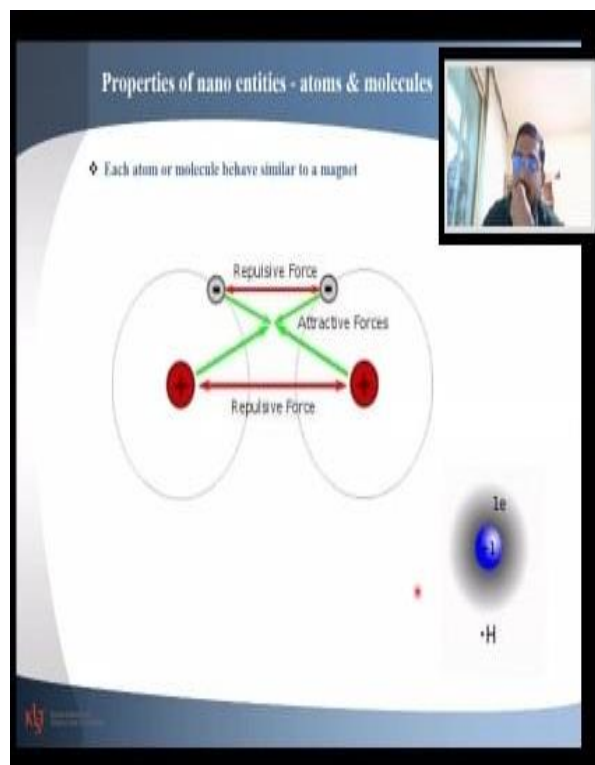 Properties of nano entities - atoms & molecules
❖ Each atom or molecule behave similar to a magnet
Repulsive Force
Attractive Forces
Repulsive Force
1e
·H